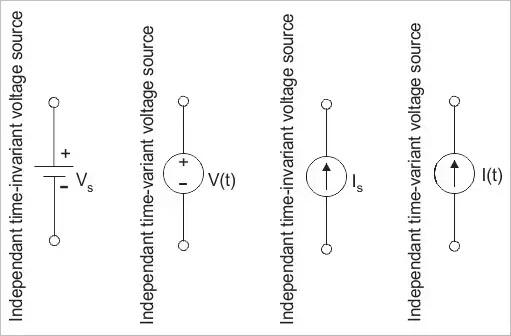 Independant time-invariant voltage source
+
-
Vs
Independant time-variant voltage source
+
-
V(t)
Independant time-invariant voltage source
Is
Independant time-variant voltage source
I(t)